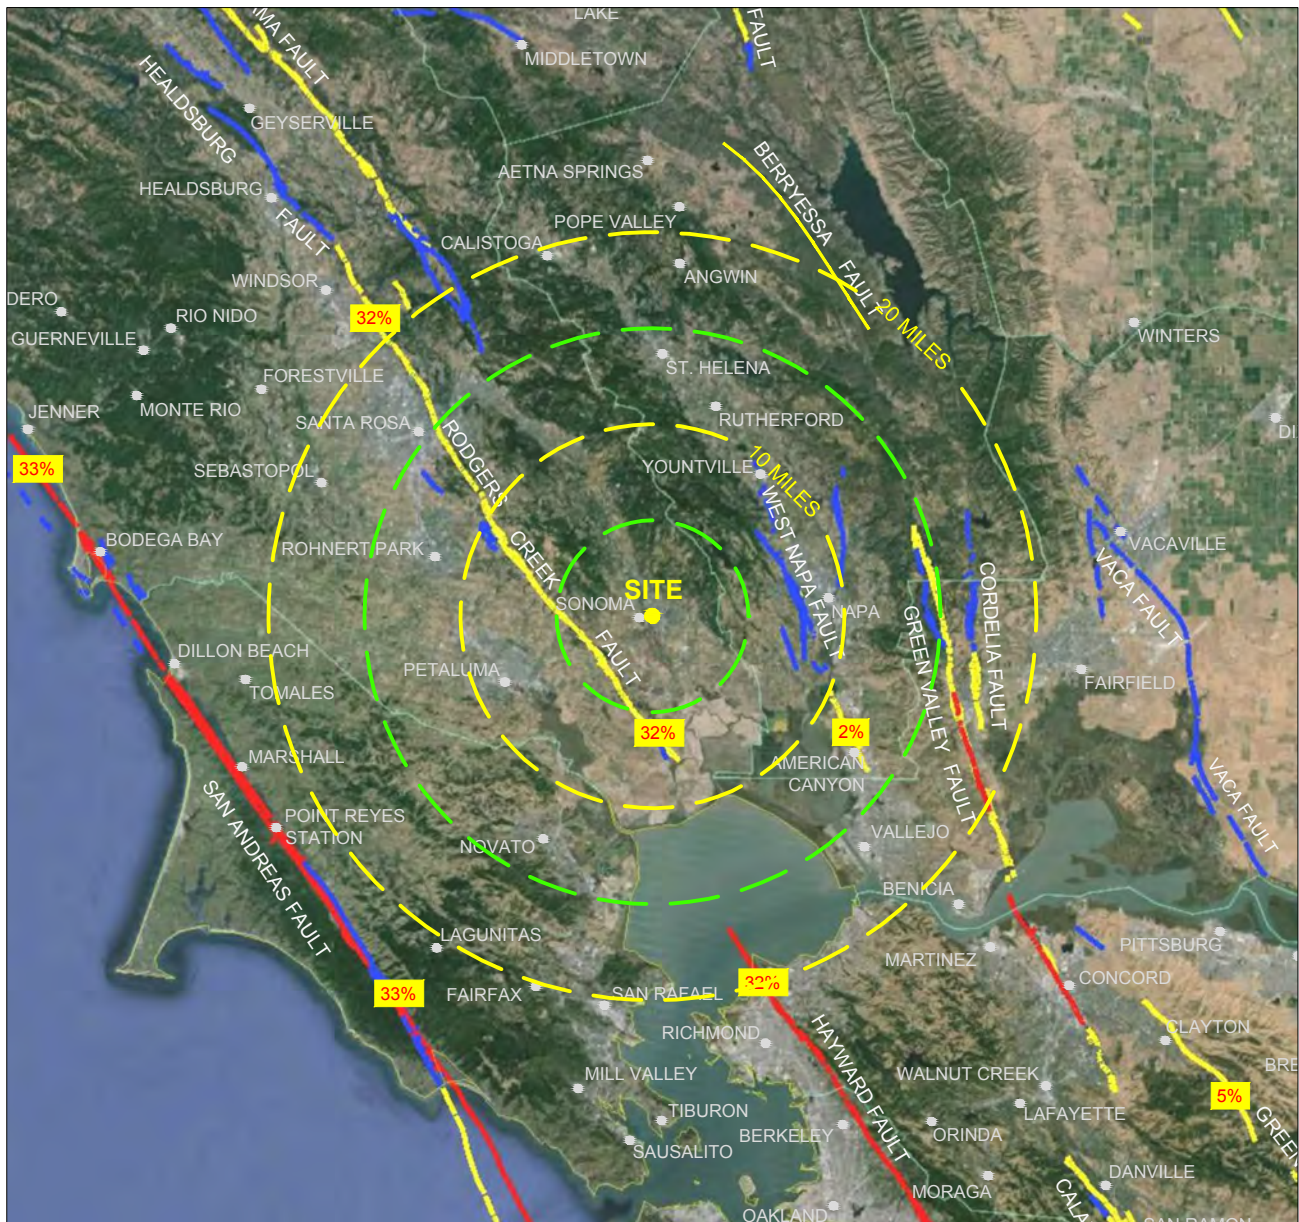 LAKE
MIDDLETOWN
FAULT
FAULT
HEALDSBURG
FAULT
GEYSERVILLE
HEALDSBURG
AETNA SPRINGS
POPE VALLEY
BERRYESSA
FAULT
CALISTOGA
ANGWIN
WINDSOR
32%
20 MILES
RIO NIDO
GUERNEVILLE
WINTERS
ST. HELENA
FORESTVILLE
MONTE RIO
JENNER
SANTA ROSA
RUTHERFORD
33%
SEBASTOPOL
RODGERS
CREEK
FAULT
YOUNTVILLE
10 MILES
WEST NAPA FAULT
BODEGA BAY
ROHNERT PARK
VACAVILLE
VACA FAULT
CORDELIA FAULT
SITE
SONOMA
NAPA
GREEN VALLEY
FAULT
DILLON BEACH
TOMALES
PETALUMA
FAIRFIELD
32%
2%
MARSHALL
AMERICAN
CANYON
VACA FAULT
SAN ANDREAS FAULT
POINT REYES
STATION
NOVATO
VALLEJO
BENICIA
LAGUNITAS
MARTINEZ
PITTSBURG
CONCORD
33%
FAIRFAX
SAN RAFAEL
32%
RICHMOND
HAYWARD FAULT
CLAYTON
MILL VALLEY
WALNUT CREEK
5%
TIBURON
LAFAYETTE
BERKELEY
ORINDA
SAUSALITO
MORAGA
DANVILLE
OAKLAND
SAN RAMON